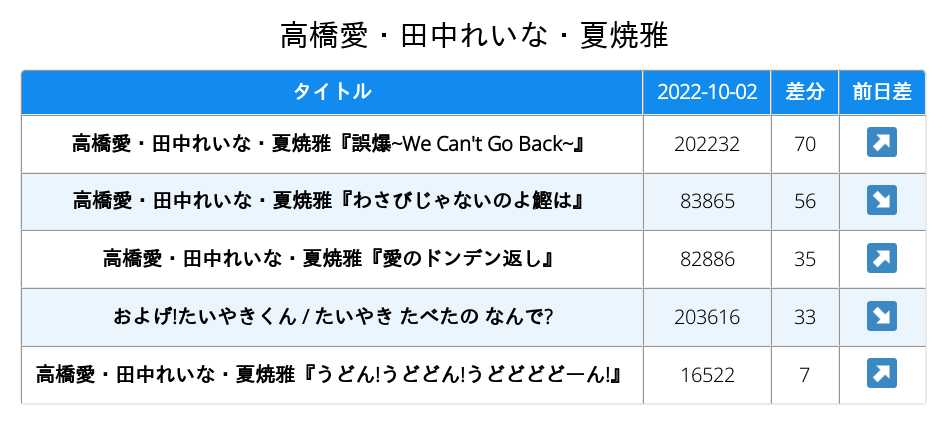 高橋愛・田中れいな・夏焼雅
タイトル 2022-10-02 差分 前日差
高橋愛・田中れいな・夏焼雅『誤爆~We Can't Go Back~』 202232 70
高橋愛・田中れいな・夏焼雅『わさびじゃないのよ鰹は』 83865 56
高橋愛・田中れいな・夏焼雅『愛のドンデン返し』 82886 35
およげ!たいやきくん / たいやき たべたの なんで? 203616 33
高橋愛・田中れいな・夏焼雅『うどん!うどどん!うどどどどーん!』 16522 7